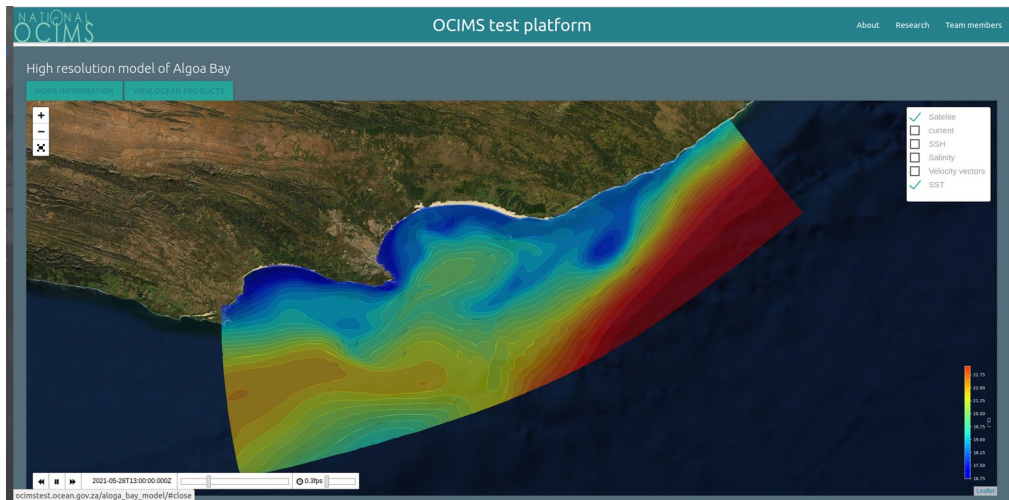 NATIONAL
OCIMS
OCIMS test platform
About Research Team members
High resolution model of Algoa Bay
MORE INFORMATION VIEW OCEAN PRODUCTS
+
−
Satelite
current
SSH
Salinity
Velocity vectors
SST
22.75
22.00
21.25
20.50
19.75
19.00
18.25
17.50
16.75
(°C)
2021-05-28T13:00:00.000Z 0.3fps
Leaflet
ocimstest.ocean.gov.za/aloga_bay_model/#close